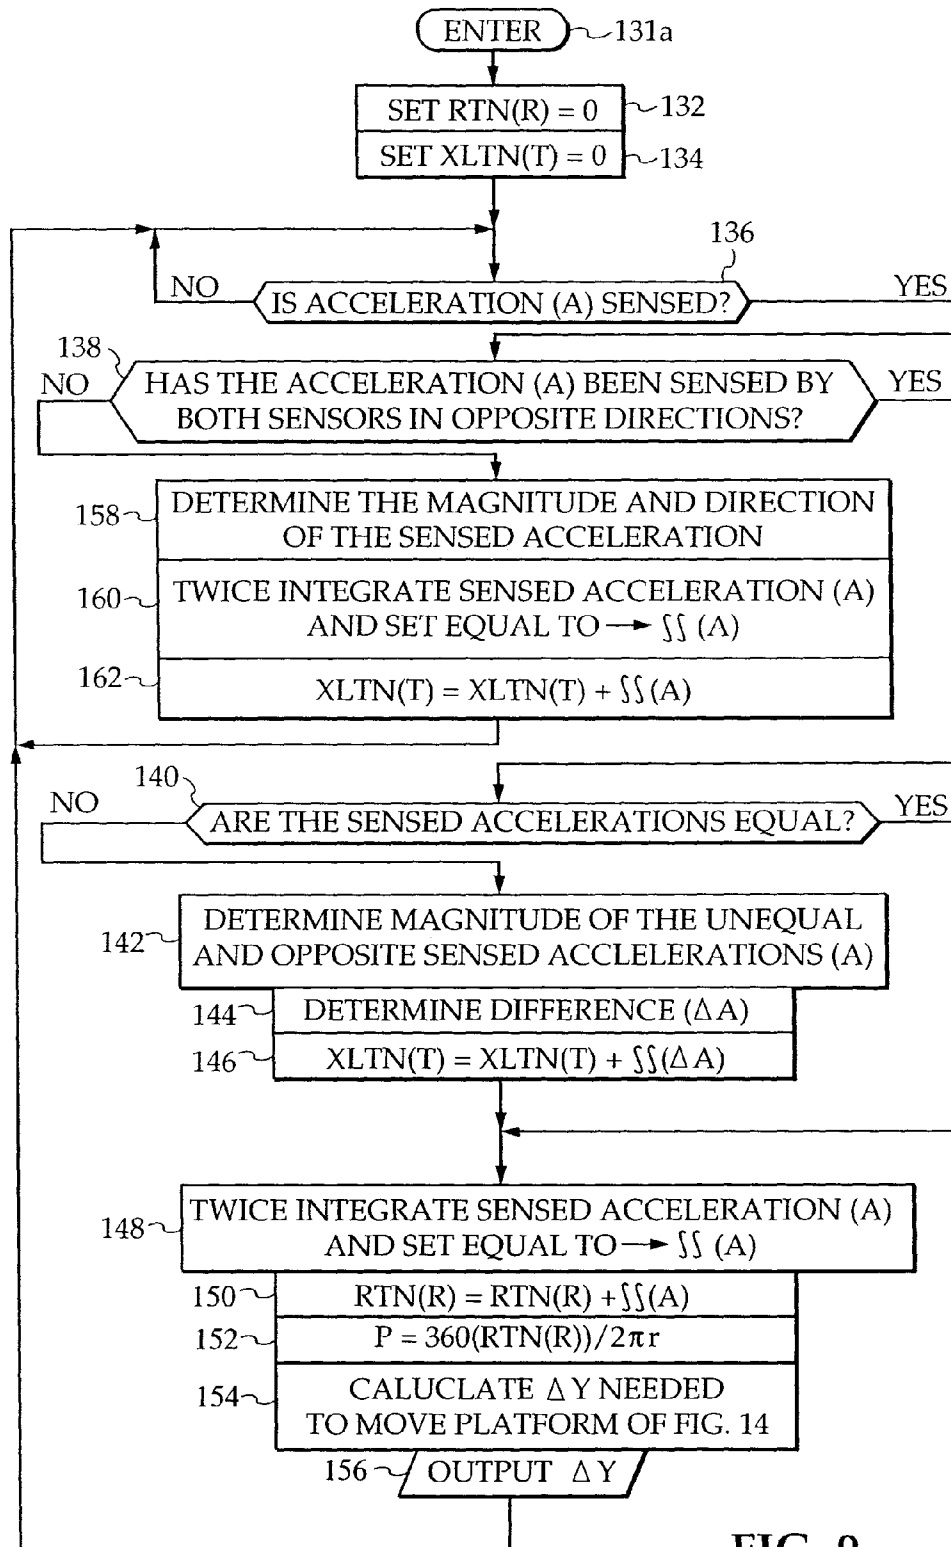 ENTER
131a
SET RTN(R) = 0
132
SET XLTN(T) = 0
134
136
NO
IS ACCELERATION (A) SENSED?
YES
138
NO
HAS THE ACCELERATION (A) BEEN SENSED BY
BOTH SENSORS IN OPPOSITE DIRECTIONS?
YES
158
DETERMINE THE MAGNITUDE AND DIRECTION
OF THE SENSED ACCELERATION
160
TWICE INTEGRATE SENSED ACCELERATION (A)
AND SET EQUAL TO → ∫∫ (A)
162
XLTN(T) = XLTN(T) + ∫∫(A)
140
NO
ARE THE SENSED ACCELERATIONS EQUAL?
YES
142
DETERMINE MAGNITUDE OF THE UNEQUAL
AND OPPOSITE SENSED ACCLELERATIONS (A)
144
DETERMINE DIFFERENCE (ΔA)
146
XLTN(T) = XLTN(T) + ∫∫(ΔA)
148
TWICE INTEGRATE SENSED ACCELERATION (A)
AND SET EQUAL TO → ∫∫ (A)
150
RTN(R) = RTN(R) +∫∫(A)
152
P = 360(RTN(R))/2πr
154
CALUCLATE ΔY NEEDED
TO MOVE PLATFORM OF FIG. 14
156
OUTPUT ΔY
FIG. 9